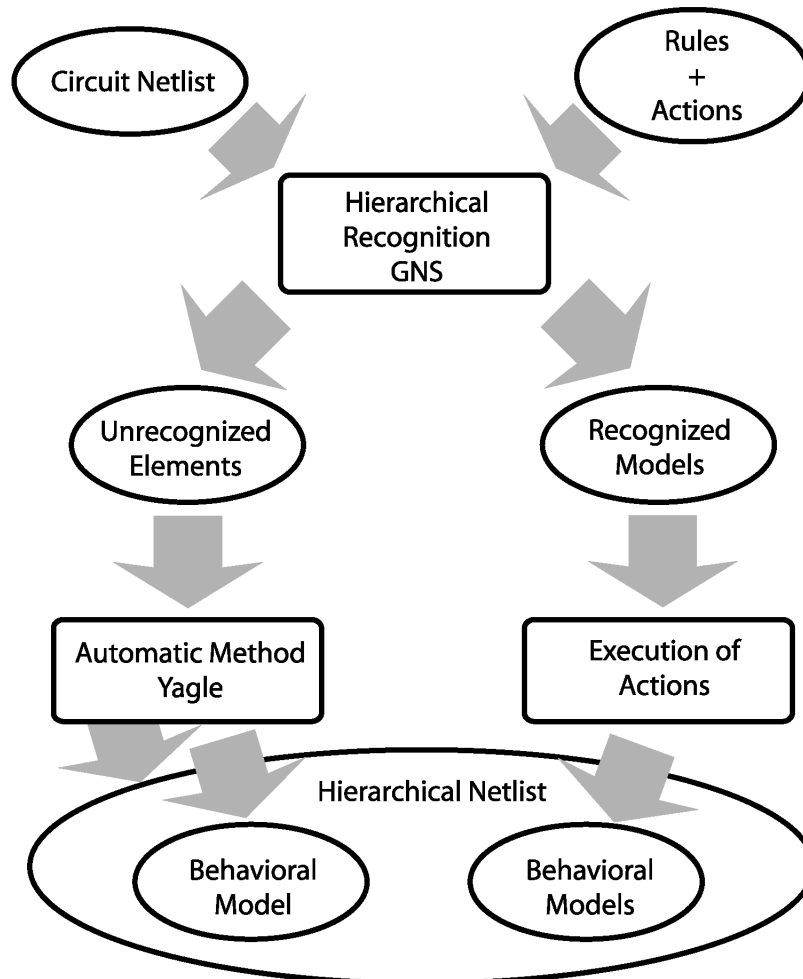 Circuit Netlist
Rules
+
Actions
Hierarchical
Recognition
GNS
Unrecognized
Elements
Recognized
Models
Automatic Method
Yagle
Execution of
Actions
Hierarchical Netlist
Behavioral
Model
Behavioral
Models